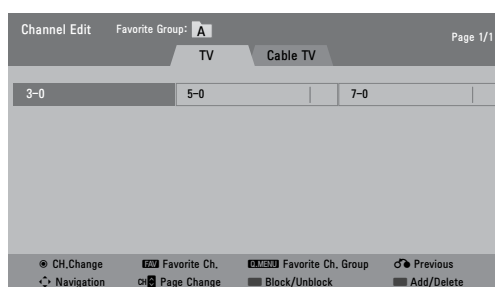 Channel Edit Favorite Group: A Page 1/1
TV Cable TV
3-0 5-0 7-0
CH.Change FAV Favorite Ch. Q.MENU Favorite Ch. Group Previous
Navigation CH Page Change Block/Unblock Add/Delete